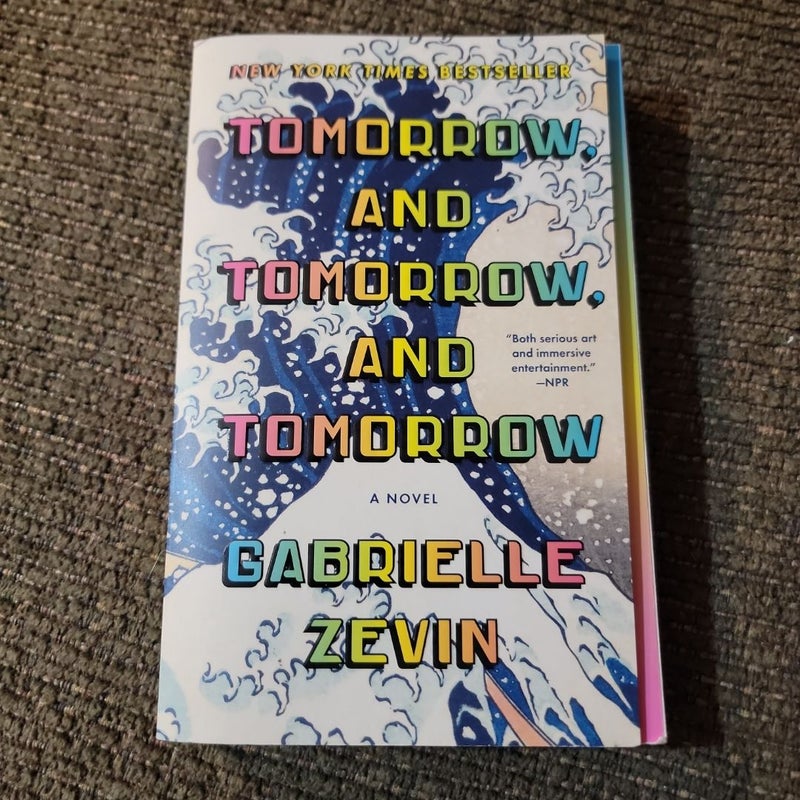 NEW YORK TIMES BESTSELLER
TOMORROW,
AND
TOMORROW,
AND
TOMORROW
"Both serious art
and immersive
entertainment."
—NPR
A NOVEL
GABRIELLE
ZEVIN